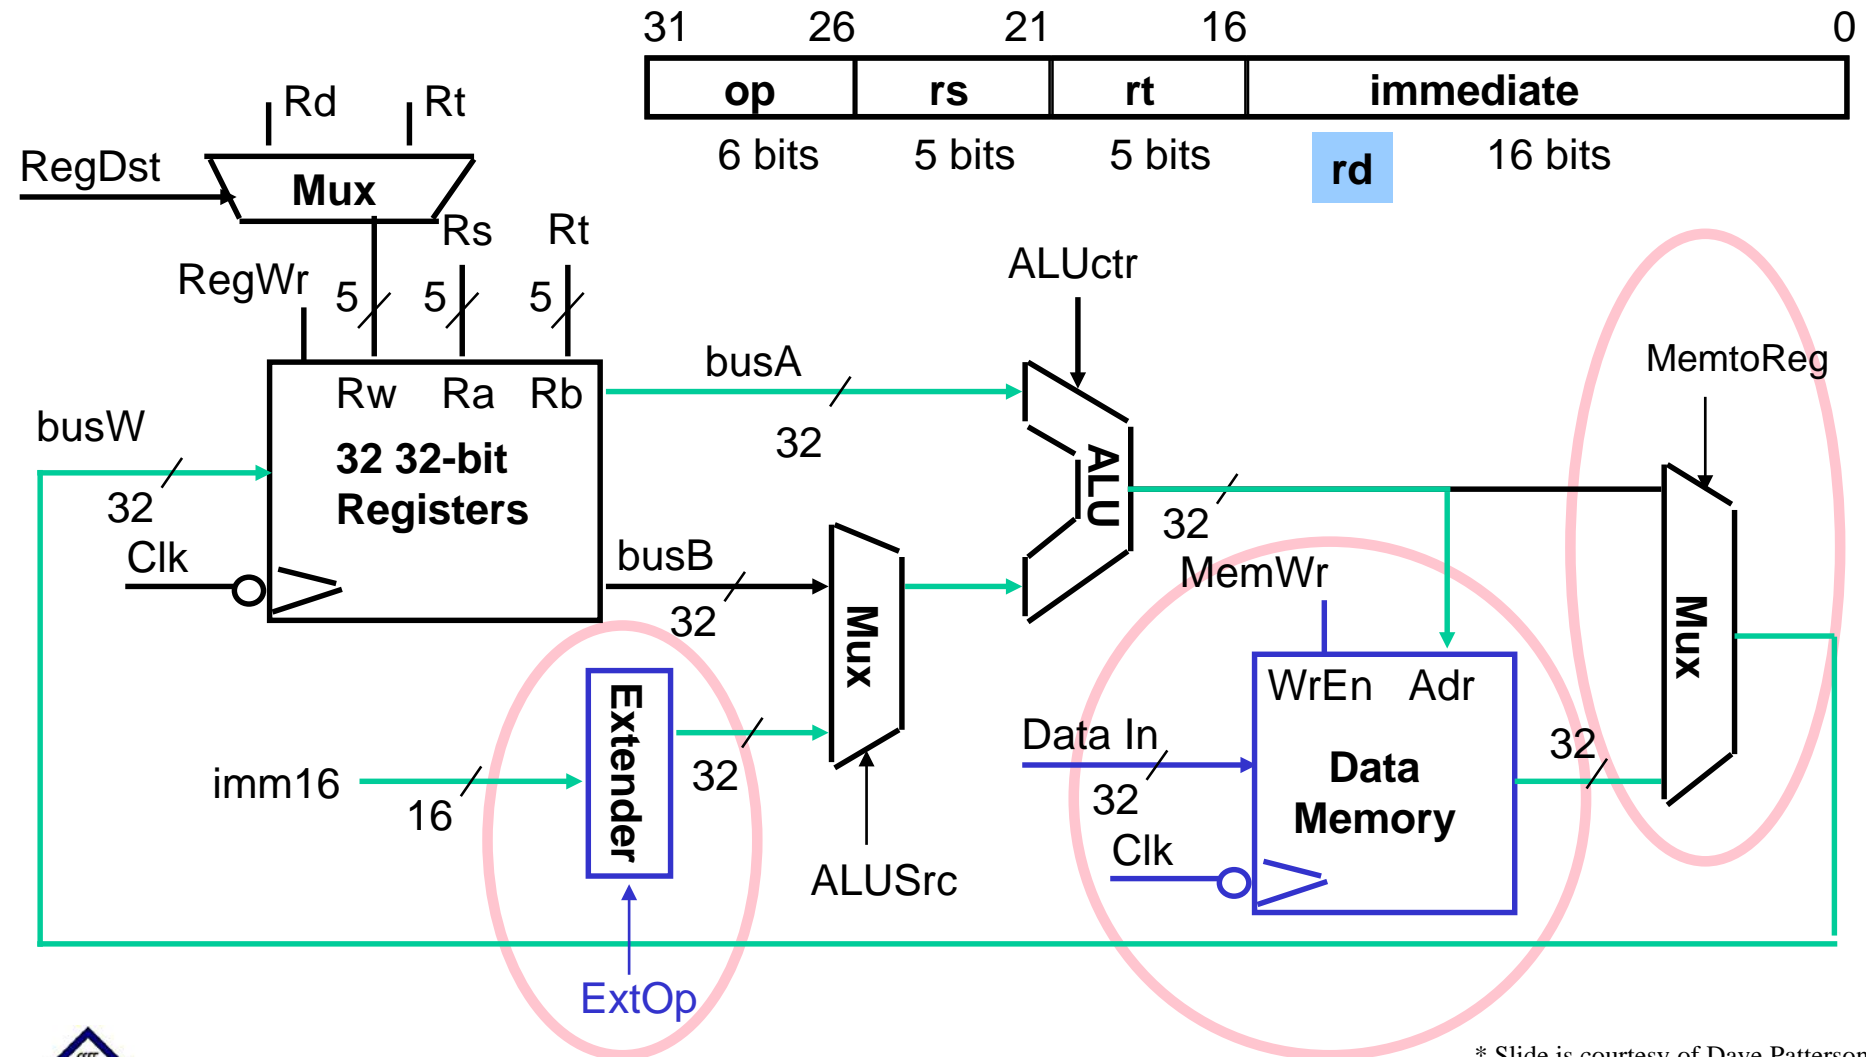 31 26 21 16 0
op rs rt immediate
6 bits 5 bits 5 bits rd 16 bits
Rd Rt
RegDst
Mux
Rs Rt
RegWr
5 5 5
ALUctr
busA
MemtoReg
Rw Ra Rb
busW
32
32 32-bit
Registers
ALU
32
32
Clk
busB
MemWr
32
Mux
Mux
WrEn Adr
Extender
Data In
32
32
imm16
16
Data
Memory
32
Clk
ALUSrc
ExtOp
* Slide is courtesy of Dave Patterson